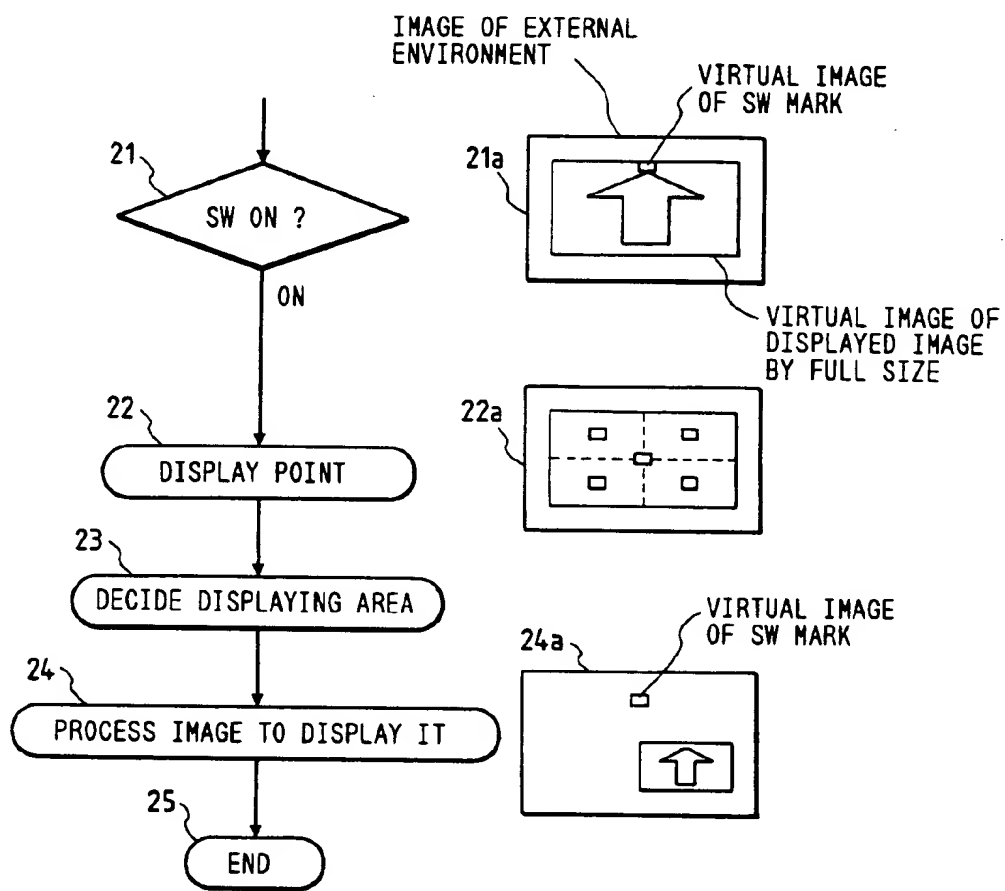 IMAGE OF EXTERNAL
ENVIRONMENT
VIRTUAL IMAGE
OF SW MARK
21
21a
SW ON ?
ON
VIRTUAL IMAGE OF
DISPLAYED IMAGE
BY FULL SIZE
22
22a
DISPLAY POINT
23
DECIDE DISPLAYING AREA
VIRTUAL IMAGE
OF SW MARK
24
24a
PROCESS IMAGE TO DISPLAY IT
25
END